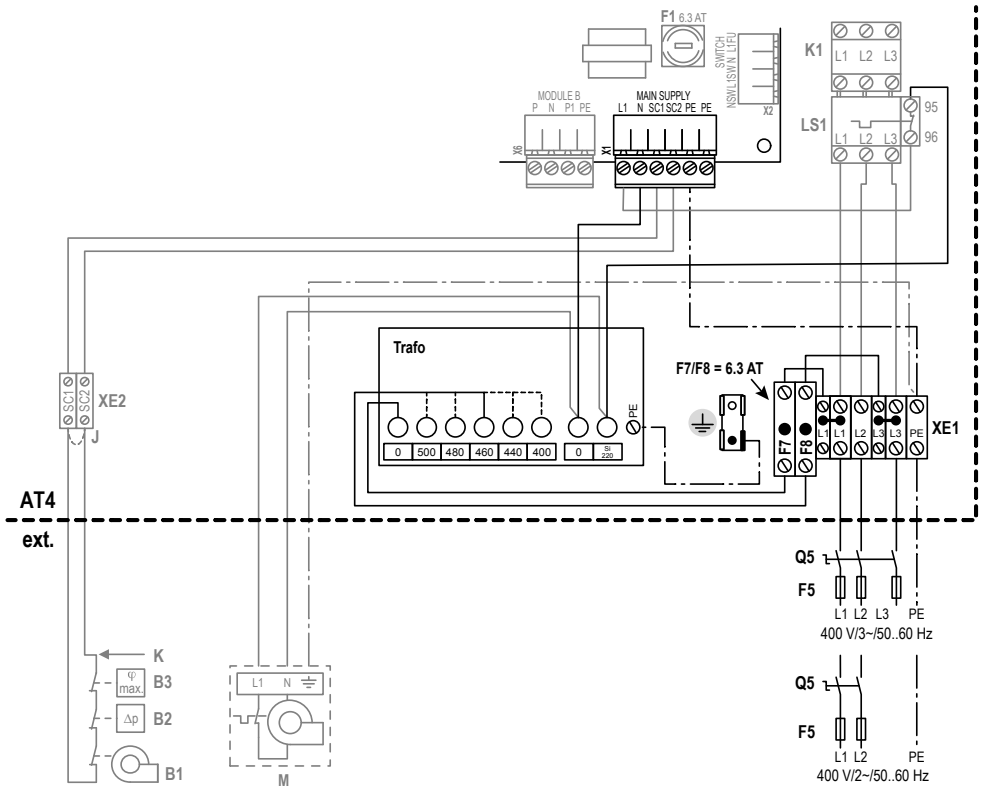 F1 6.3 AT
K1
L1 L2 L3
SWITCH
NSW L1SW N L1FU
X2
MODULE B
P N P1 PE
X6
MAIN SUPPLY
L1 N SC1 SC2 PE PE
X1
LS1
95
96
L1 L2 L3
Trafo
F7/F8 = 6.3 AT
SC1 SC2
XE2
J
PE
0 500 480 460 440 400 0 Si 220
F7 F8 L1 L1 L2 L3 L3 PE
XE1
AT4
ext.
Q5
F5
L1 L2 L3 PE
400 V/3~/50..60 Hz
K
φ max.
B3
Δp
B2
B1
L1 N
M
Q5
F5
L1 L2 PE
400 V/2~/50..60 Hz